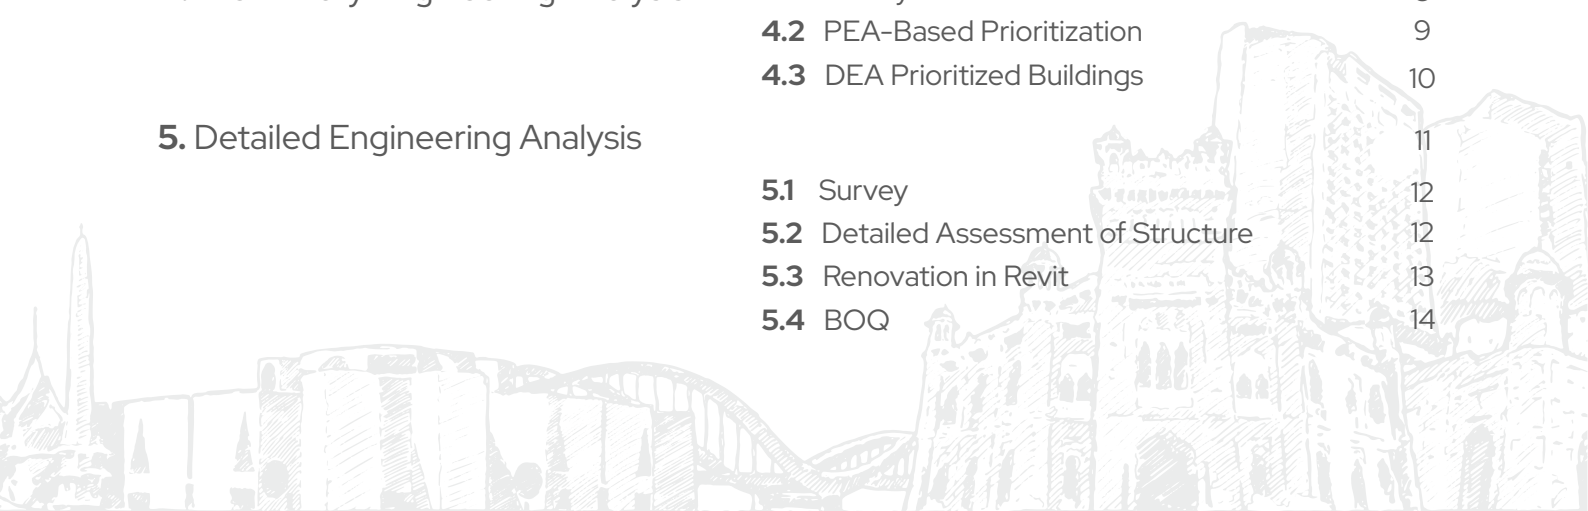 4.2 PEA-Based Prioritization 9
4.3 DEA Prioritized Buildings 10
5. Detailed Engineering Analysis 11
5.1 Survey 12
5.2 Detailed Assessment of Structure 12
5.3 Renovation in Revit 13
5.4 BOQ 14